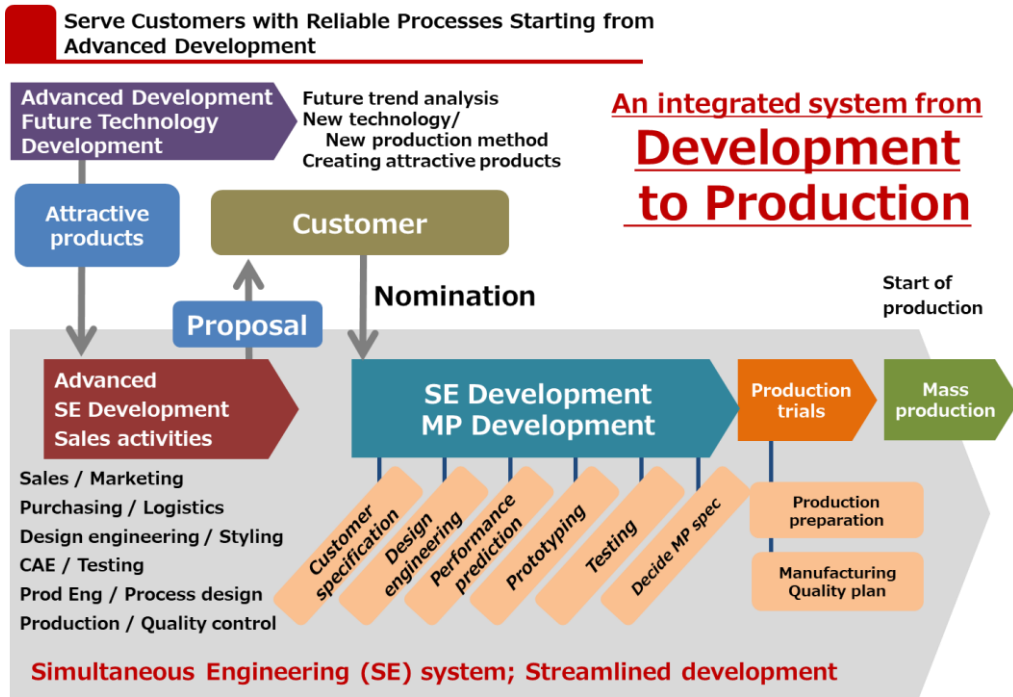 Serve Customers with Reliable Processes Starting from
Advanced Development
Advanced Development
Future Technology
Development
Future trend analysis
New technology/
New production method
Creating attractive products
An integrated system from
Development
to Production
Attractive
products
Customer
Proposal
Nomination
Start of
production
Advanced
SE Development
Sales activities
SE Development
MP Development
Production
trials
Mass
production
Sales / Marketing
Purchasing / Logistics
Design engineering / Styling
CAE / Testing
Prod Eng / Process design
Production / Quality control
Customer
specification
Design
engineering
Performance
prediction
Prototyping
Testing
Decide MP spec
Production
preparation
Manufacturing
Quality plan
Simultaneous Engineering (SE) system; Streamlined development